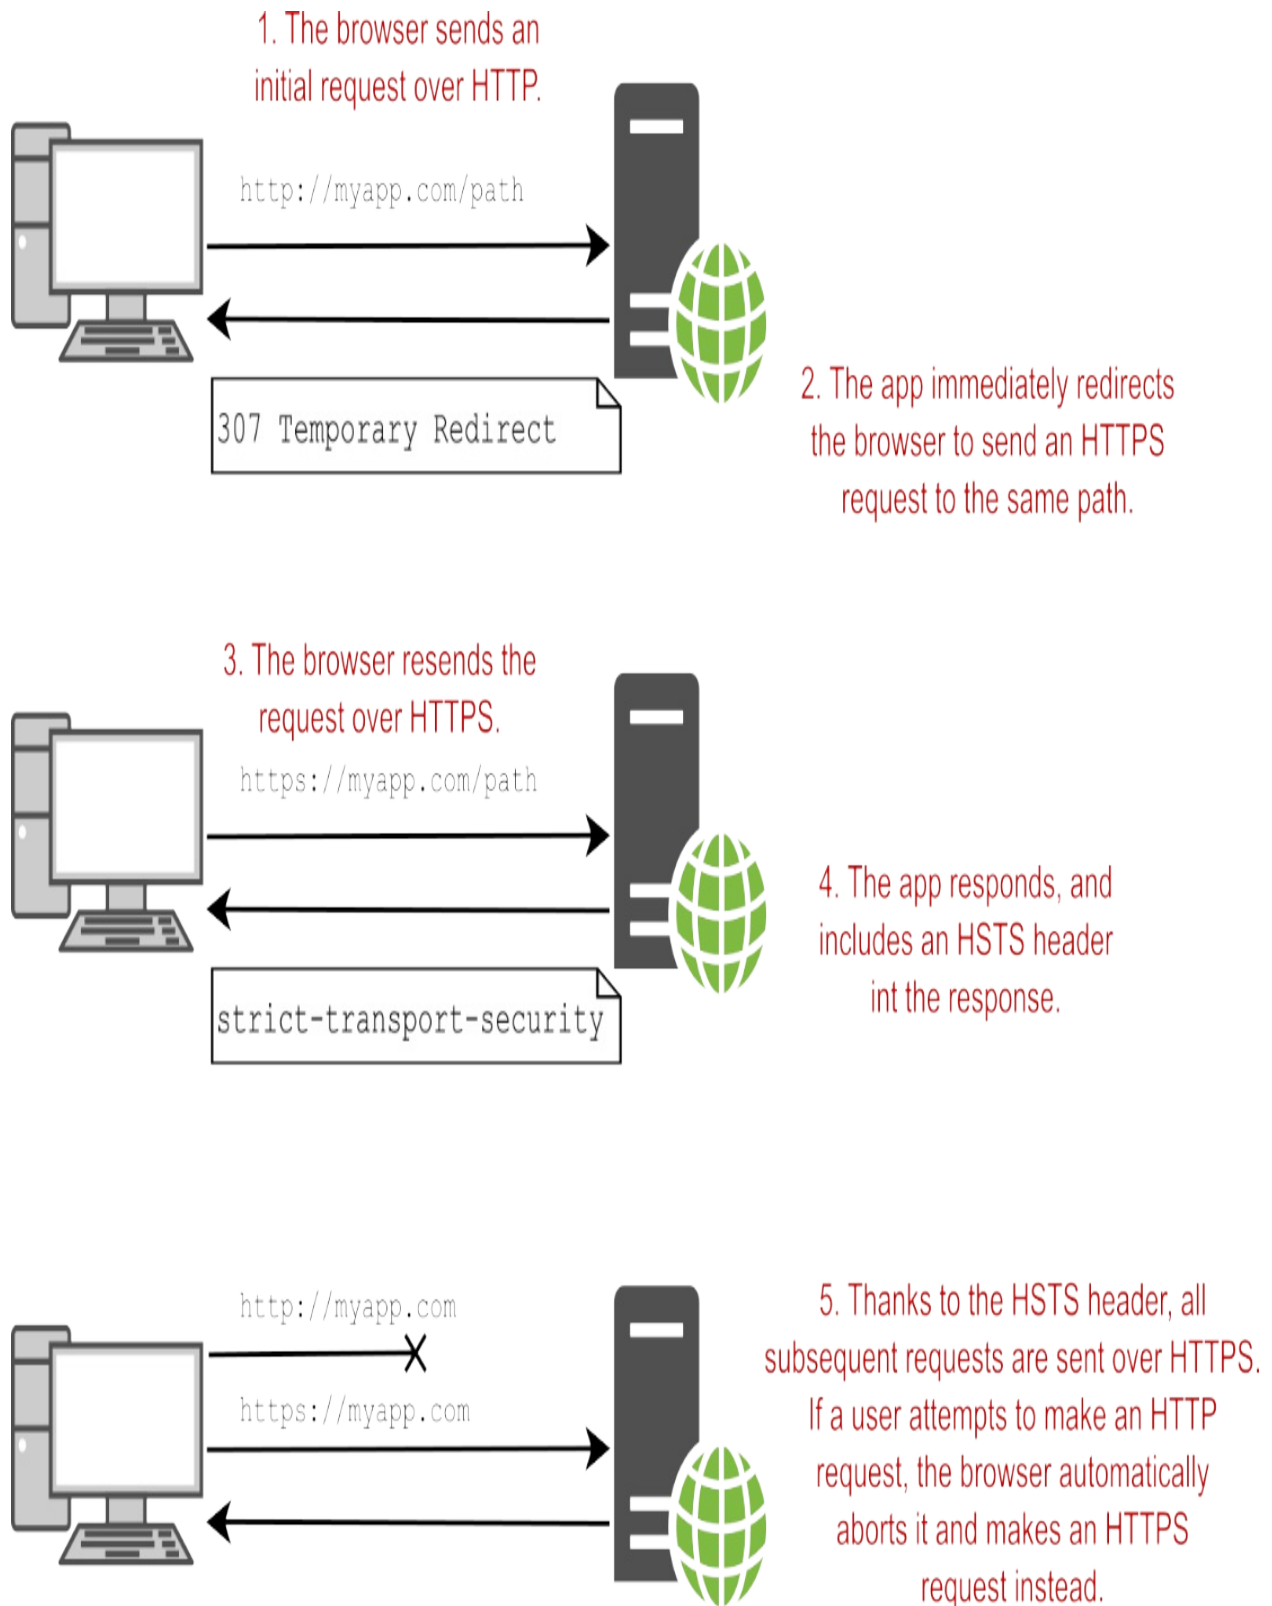 1. The browser sends an
initial request over HTTP.
http://myapp.com/path
307 Temporary Redirect
2. The app immediately redirects
the browser to send an HTTPS
request to the same path.
3. The browser resends the
request over HTTPS.
https://myapp.com/path
4. The app responds, and
includes an HSTS header
int the response.
strict-transport-security
http://myapp.com
https://myapp.com
5. Thanks to the HSTS header, all
subsequent requests are sent over HTTPS.
If a user attempts to make an HTTP
request, the browser automatically
aborts it and makes an HTTPS
request instead.